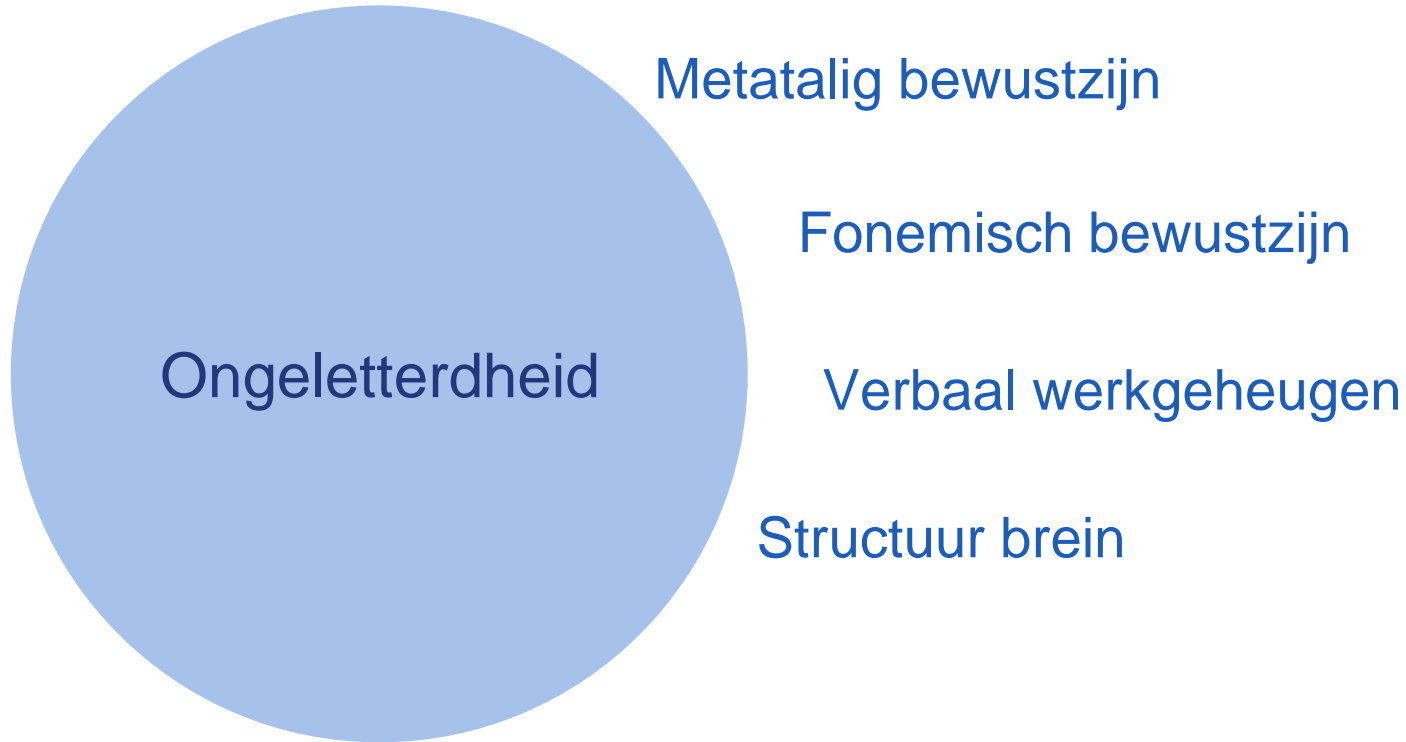 Metatalig bewustzijn
Fonemisch bewustzijn
Ongeletterdheid
Verbaal werkgeheugen
Structuur brein